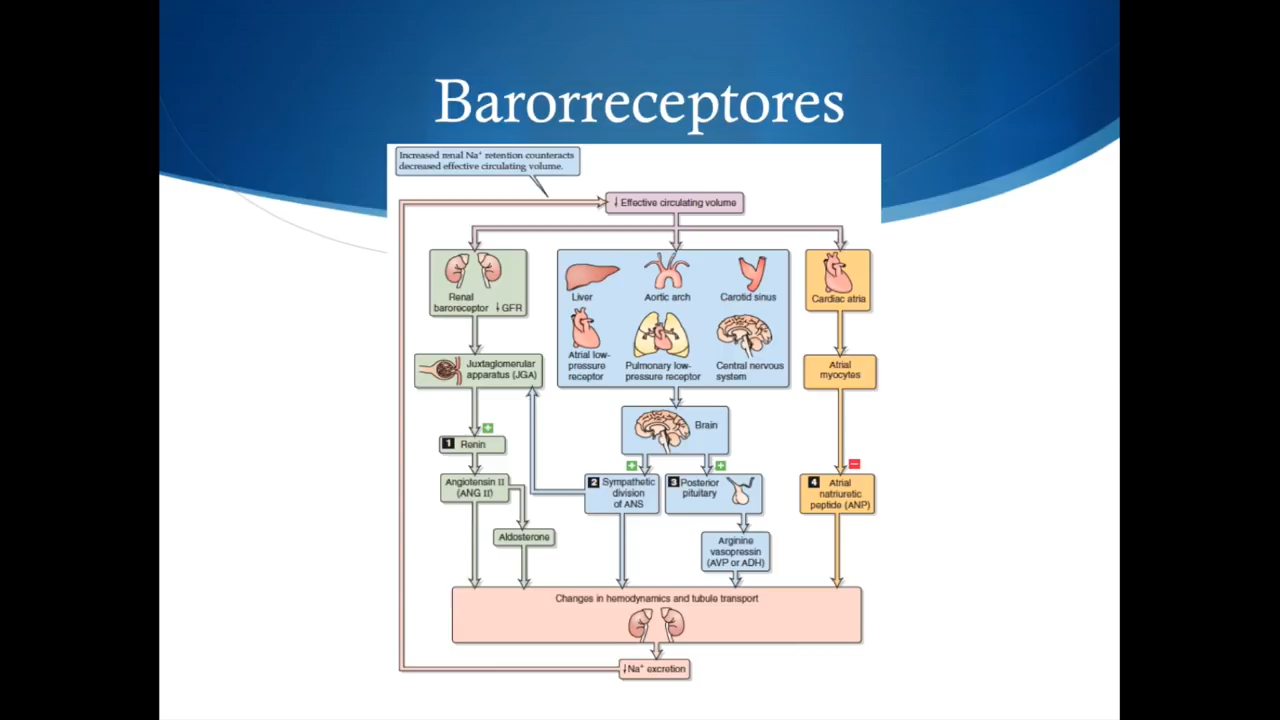 Barorreceptores
Increased renal Na⁺ retention counteracts
decreased effective circulating volume.
↓ Effective circulating volume
Renal
baroreceptor ↓ GFR
Liver
Aortic arch
Carotid sinus
Atrial low-
pressure
receptor
Pulmonary low-
pressure receptor
Central nervous
system
Cardiac atria
Juxtaglomerular
apparatus (JGA)
Atrial
myocytes
Brain
+
1 Renin
Angiotensin II
(ANG II)
Aldosterone
+
2 Sympathetic
division
of ANS
+
3 Posterior
pituitary
Arginine
vasopressin
(AVP or ADH)
−
4 Atrial
natriuretic
peptide (ANP)
Changes in hemodynamics and tubule transport
↓ Na⁺ excretion